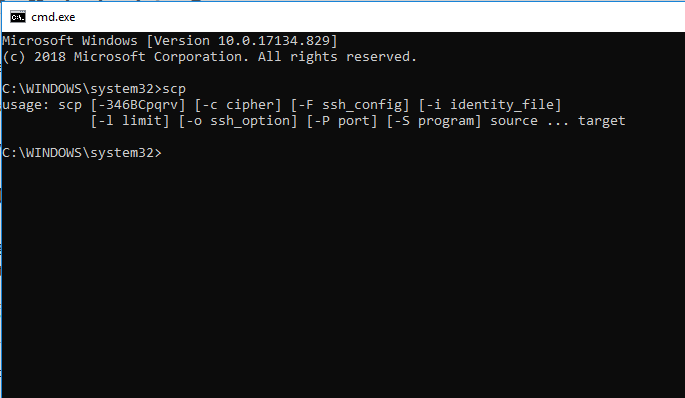 cmd.exe
Microsoft Windows [Version 10.0.17134.829]
(c) 2018 Microsoft Corporation. All rights reserved.
C:\WINDOWS\system32>scp
usage: scp [-346BCpqrv] [-c cipher] [-F ssh_config] [-i identity_file]
[-l limit] [-o ssh_option] [-P port] [-S program] source ... target
C:\WINDOWS\system32>